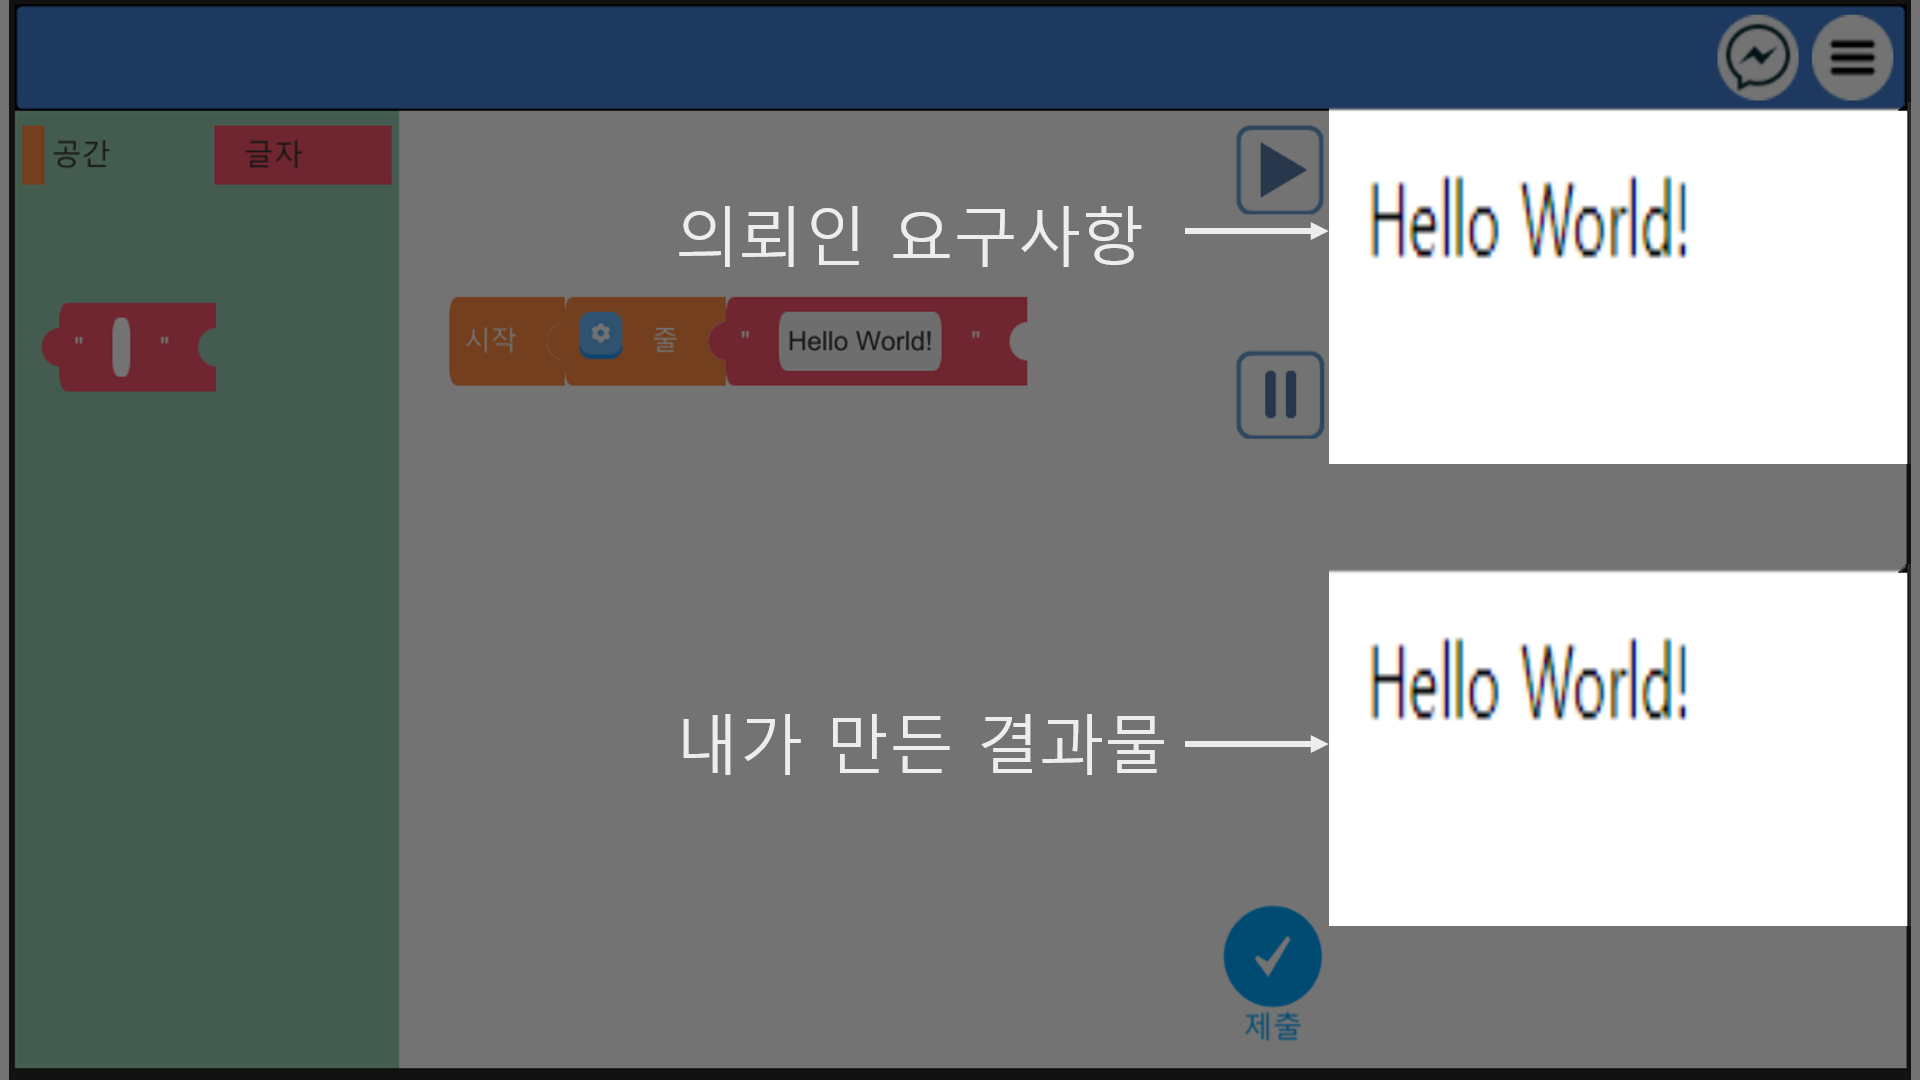 공간 글자
의뢰인 요구사항
Hello World!
" "
시작 줄 " Hello World! "
내가 만든 결과물
Hello World!
제출